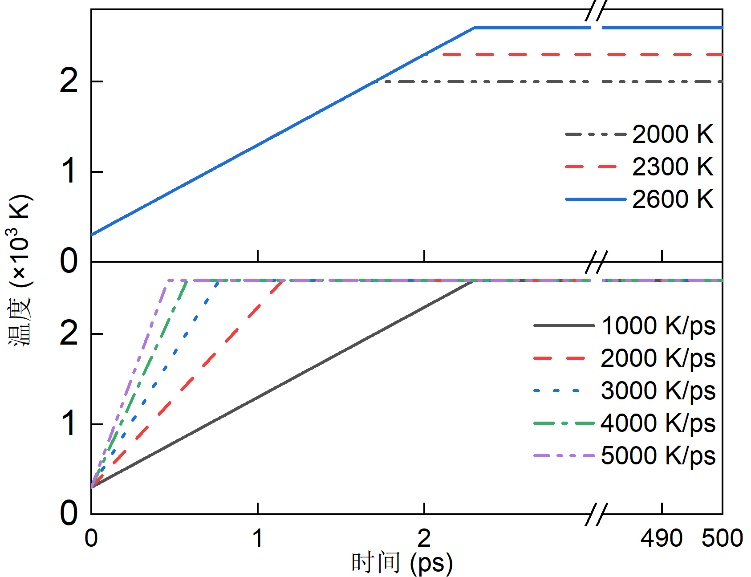 2
1
0
2000 K
2300 K
2600 K
温度 (×10³ K)
2
1
0
1000 K/ps
2000 K/ps
3000 K/ps
4000 K/ps
5000 K/ps
0 1 2 490 500
时间 (ps)